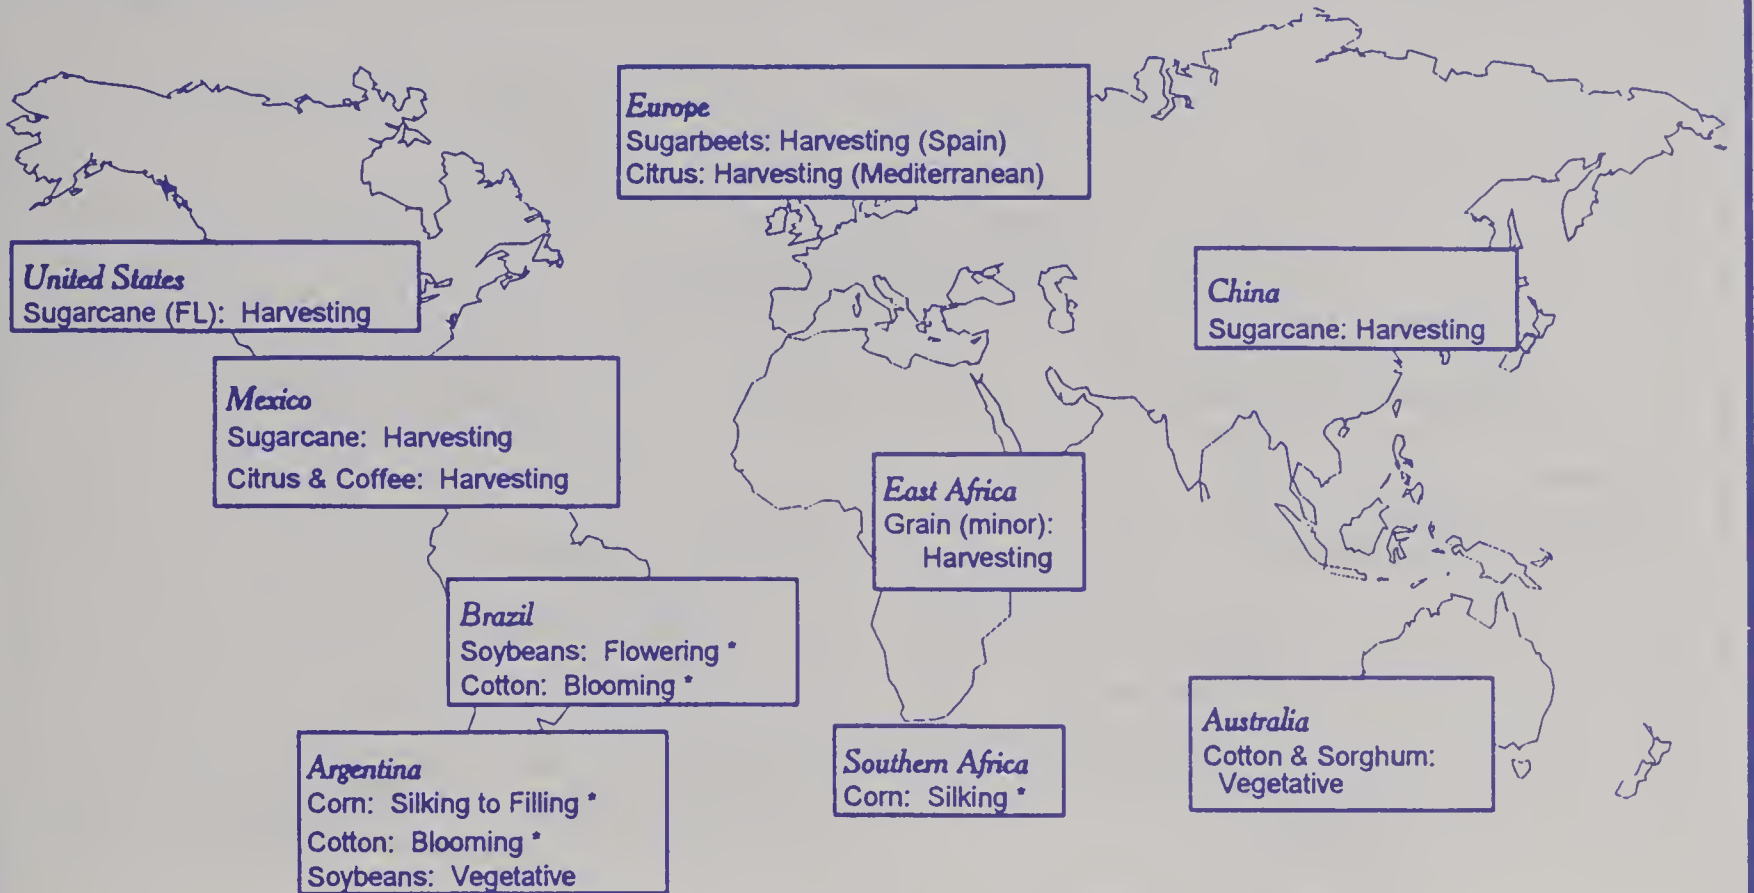 Europe
Sugarbeets: Harvesting (Spain)
Citrus: Harvesting (Mediterranean)
United States
Sugarcane (FL): Harvesting
China
Sugarcane: Harvesting
Mexico
Sugarcane: Harvesting
Citrus & Coffee: Harvesting
East Africa
Grain (minor):
Harvesting
Brazil
Soybeans: Flowering *
Cotton: Blooming *
Australia
Cotton & Sorghum:
Vegetative
Southern Africa
Corn: Silking *
Argentina
Corn: Silking to Filling *
Cotton: Blooming *
Soybeans: Vegetative